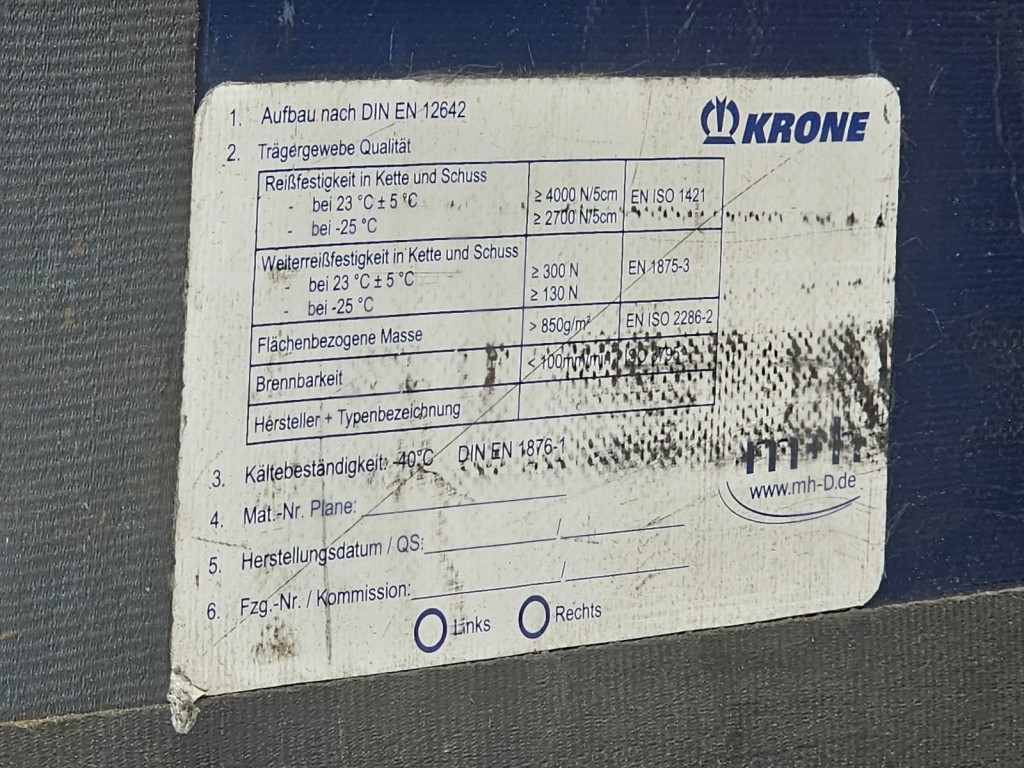 1. Aufbau nach DIN EN 12642
KRONE
2. Trägergewebe Qualität
Reißfestigkeit in Kette und Schuss
- bei 23 °C ± 5 °C ≥ 4000 N/5cm EN ISO 1421
- bei -25 °C ≥ 2700 N/5cm
Weiterreißfestigkeit in Kette und Schuss
- bei 23 °C ± 5 °C ≥ 300 N EN 1875-3
- bei -25 °C ≥ 130 N
Flächenbezogene Masse > 850g/m² EN ISO 2286-2
Brennbarkeit < 100mm/min ISO 3795
Hersteller + Typenbezeichnung
3. Kältebeständigkeit: -40°C DIN EN 1876-1
m h
www.mh-D.de
4. Mat.-Nr. Plane:
5. Herstellungsdatum / QS: /
6. Fzg.-Nr. / Kommission: /
Links Rechts